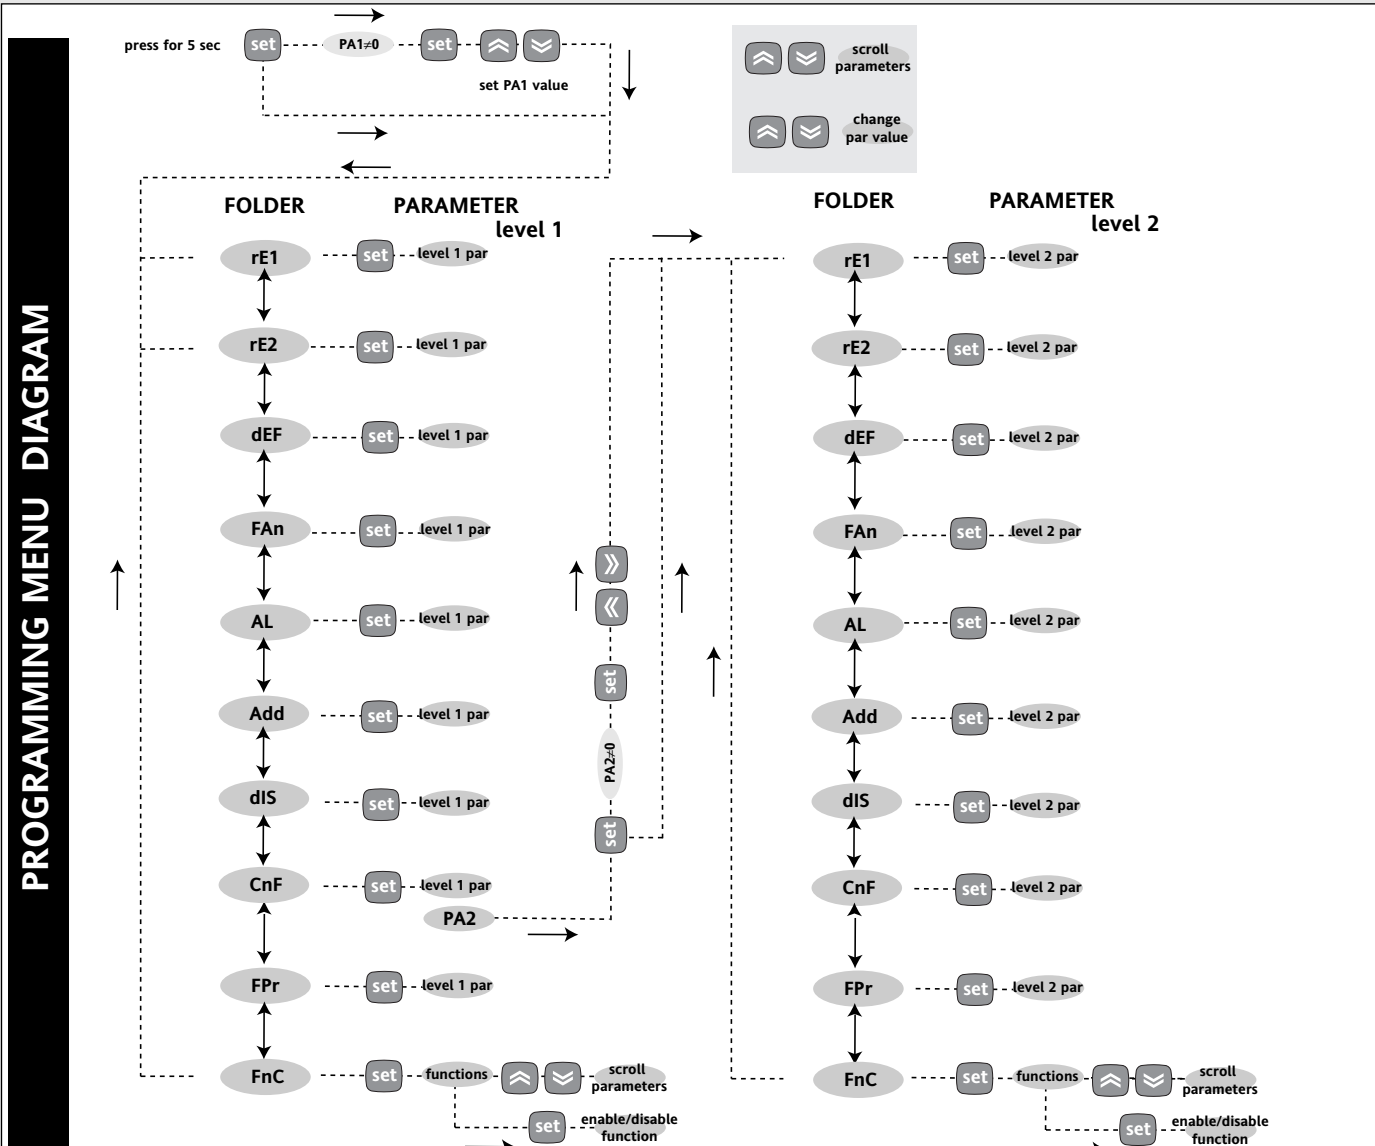 press for 5 sec
set
PA1≠0
set
set PA1 value
scroll
parameters
change
par value
PROGRAMMING MENU DIAGRAM
FOLDER
PARAMETER
level 1
rE1
set
level 1 par
rE2
set
level 1 par
dEF
set
level 1 par
FAn
set
level 1 par
AL
set
level 1 par
Add
set
level 1 par
dIS
set
level 1 par
CnF
set
level 1 par
PA2
FPr
set
level 1 par
FnC
set
functions
scroll
parameters
set
enable/disable
function
set
PA2≠0
set
FOLDER
PARAMETER
level 2
rE1
set
level 2 par
rE2
set
level 2 par
dEF
set
level 2 par
FAn
set
level 2 par
AL
set
level 2 par
Add
set
level 2 par
dIS
set
level 2 par
CnF
set
level 2 par
FPr
set
level 2 par
FnC
set
functions
scroll
parameters
set
enable/disable
function